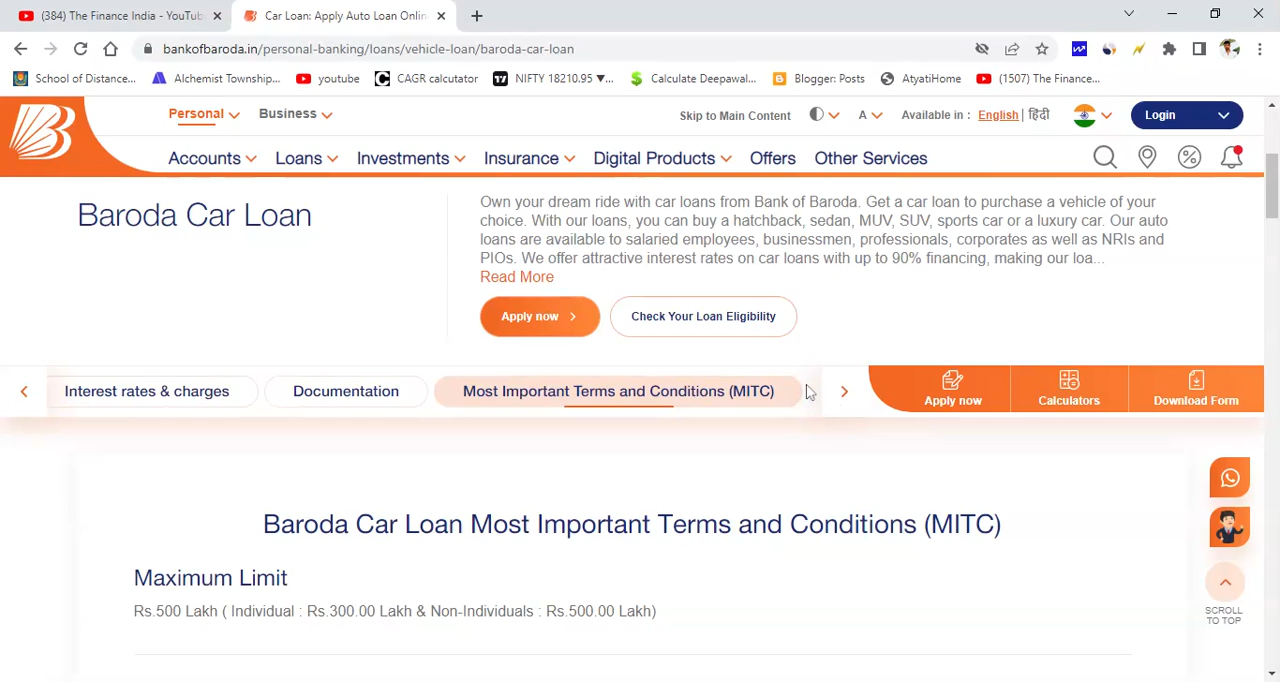 (384) The Finance India - YouTub
Car Loan: Apply Auto Loan Onlin
bankofbaroda.in/personal-banking/loans/vehicle-loan/baroda-car-loan
School of Distance...
Alchemist Township...
youtube
CAGR calcutator
NIFTY 18210.95 ▼...
Calculate Deepawal...
Blogger: Posts
AtyatiHome
(1507) The Finance...
Personal
Business
Skip to Main Content
A
Available in : English | हिंदी
Login
Accounts
Loans
Investments
Insurance
Digital Products
Offers
Other Services
Baroda Car Loan
Own your dream ride with car loans from Bank of Baroda. Get a car loan to purchase a vehicle of your
choice. With our loans, you can buy a hatchback, sedan, MUV, SUV, sports car or a luxury car. Our auto
loans are available to salaried employees, businessmen, professionals, corporates as well as NRIs and
PIOs. We offer attractive interest rates on car loans with up to 90% financing, making our loa...
Read More
Apply now
Check Your Loan Eligibility
Interest rates & charges
Documentation
Most Important Terms and Conditions (MITC)
Apply now
Calculators
Download Form
Baroda Car Loan Most Important Terms and Conditions (MITC)
Maximum Limit
Rs.500 Lakh ( Individual : Rs.300.00 Lakh & Non-Individuals : Rs.500.00 Lakh)
SCROLL
TO TOP